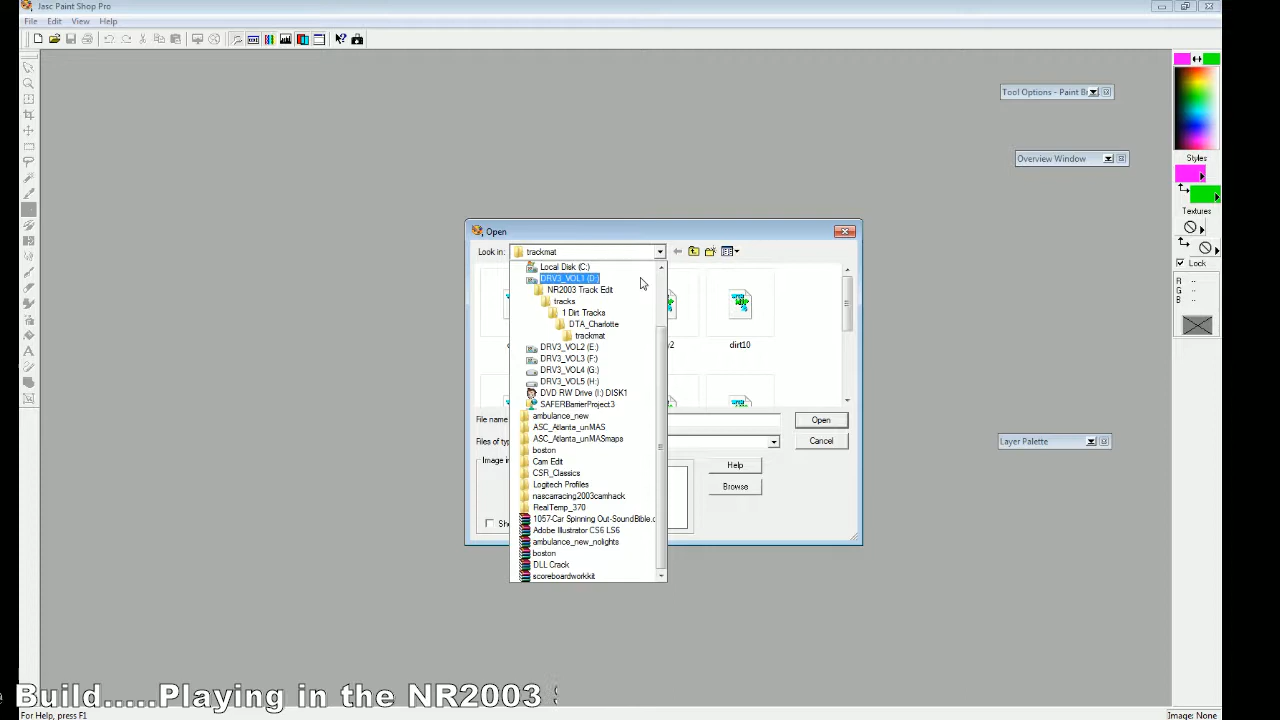 Jasc Paint Shop Pro
File Edit View Help
Tool Options - Paint
Overview Window
Styles
Textures
Lock
R --
G --
B --
Open
Look in: trackmat
Local Disk (C:)
DRV3_VOL1 (D:)
NR2003 Track Edit
tracks
1 Dirt Tracks
DTA_Charlotte
trackmat
DRV3_VOL2 (E:)
DRV3_VOL3 (F:)
DRV3_VOL4 (G:)
DRV3_VOL5 (H:)
DVD RW Drive (I:) DISK1
SAFERBarrierProject3
ambulance_new
ASC_Atlanta_unMAS
ASC_Atlanta_unMASmaps
boston
Cam Edit
CSR_Classics
Logitech Profiles
nascarracing2003camhack
RealTemp_370
1057-Car Spinning Out-SoundBible.c
Adobe Illustrator CS6 LS6
ambulance_new_nolights
boston
DLL Crack
scoreboardworkkit
dirt10
File name
Open
Files of typ
Cancel
Image in
Help
Browse
Layer Palette
Build.....Playing in the NR2003
For Help, press F1
Image: None